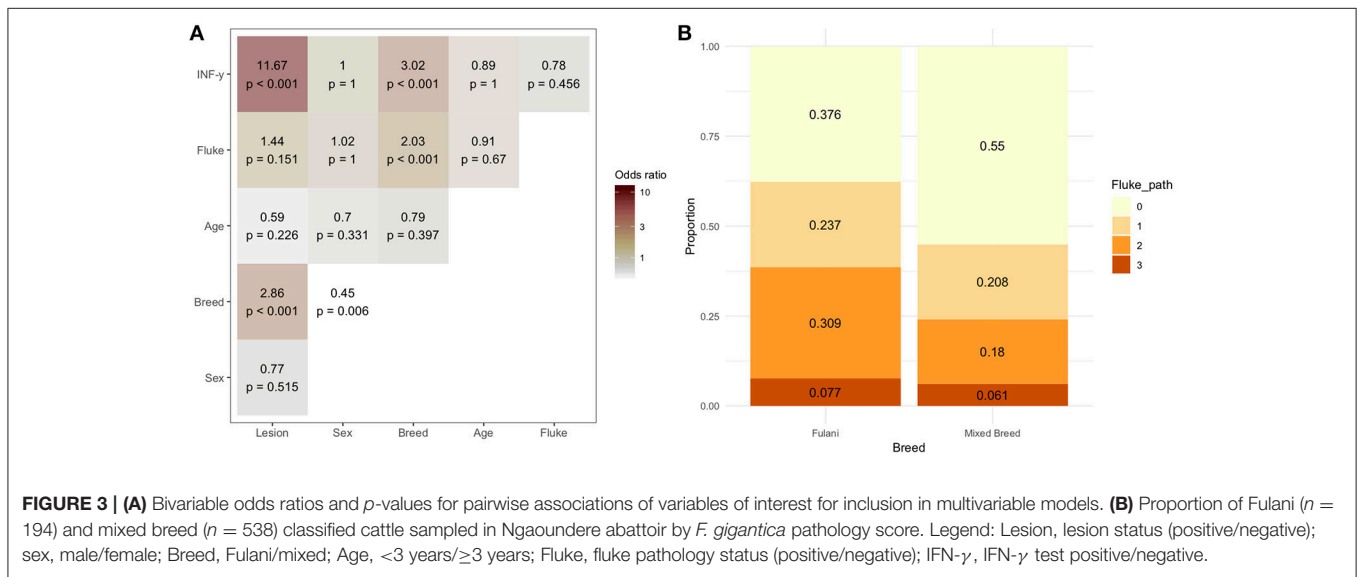 A
INF-y
11.67
p < 0.001
1
p = 1
3.02
p < 0.001
0.89
p = 1
0.78
p = 0.456
Fluke
1.44
p = 0.151
1.02
p = 1
2.03
p < 0.001
0.91
p = 0.67
Age
0.59
p = 0.226
0.7
p = 0.331
0.79
p = 0.397
Breed
2.86
p < 0.001
0.45
p = 0.006
Sex
0.77
p = 0.515
Lesion Sex Breed Age Fluke
Odds ratio
10
3
1
B
Proportion
1.00
0.75
0.50
0.25
0.00
0.376
0.237
0.309
0.077
0.55
0.208
0.18
0.061
Fulani Mixed Breed
Breed
Fluke_path
0
1
2
3
FIGURE 3 | (A) Bivariable odds ratios and p-values for pairwise associations of variables of interest for inclusion in multivariable models. (B) Proportion of Fulani (n =
194) and mixed breed (n = 538) classified cattle sampled in Ngaoundere abattoir by F. gigantica pathology score. Legend: Lesion, lesion status (positive/negative);
sex, male/female; Breed, Fulani/mixed; Age, <3 years/≥3 years; Fluke, fluke pathology status (positive/negative); IFN-γ, IFN-γ test positive/negative.